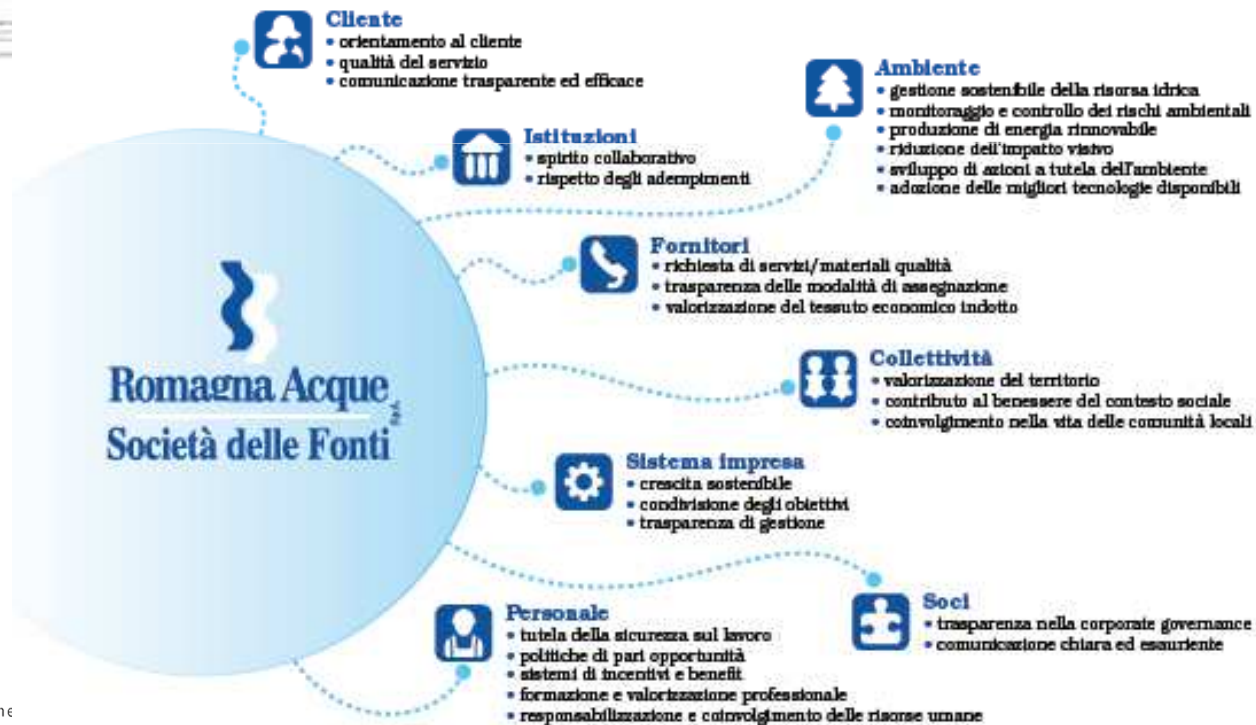 Cliente
• orientamento al cliente
• qualità del servizio
• comunicazione trasparente ed efficace
Ambiente
• gestione sostenibile della risorsa idrica
• monitoraggio e controllo dei rischi ambientali
• produzione di energia rinnovabile
• riduzione dell'impatto visivo
• sviluppo di azioni a tutela dell'ambiente
• adozione delle migliori tecnologie disponibili
Istituzioni
• spirito collaborativo
• rispetto degli adempimenti
Fornitori
• richiesta di servizi/materiali qualità
• trasparenza delle modalità di assegnazione
• valorizzazione del tessuto economico indotto
Romagna Acque
Società delle Fonti
Collettività
• valorizzazione del territorio
• contributo al benessere del contesto sociale
• coinvolgimento nella vita delle comunità locali
Sistema impresa
• crescita sostenibile
• condivisione degli obiettivi
• trasparenza di gestione
Soci
• trasparenza nella corporate governance
• comunicazione chiara ed esauriente
Personale
• tutela della sicurezza sul lavoro
• politiche di pari opportunità
• sistemi di incentivi e benefit
• formazione e valorizzazione professionale
• responsabilizzazione e coinvolgimento delle risorse umane